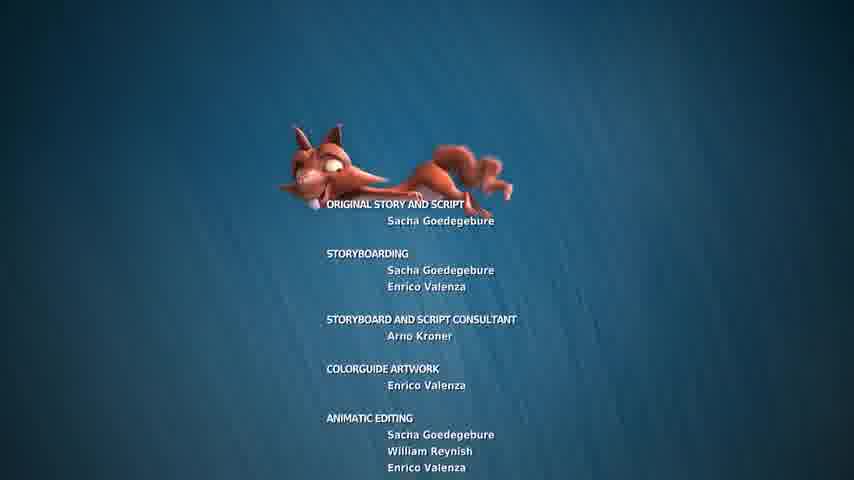 ORIGINAL STORY AND SCRIPT
Sacha Goedegebure
STORYBOARDING
Sacha Goedegebure
Enrico Valenza
STORYBOARD AND SCRIPT CONSULTANT
Arno Kroner
COLORGUIDE ARTWORK
Enrico Valenza
ANIMATIC EDITING
Sacha Goedegebure
William Reynish
Enrico Valenza